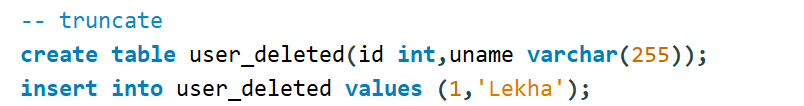 -- truncate
create table user_deleted(id int,uname varchar(255));
insert into user_deleted values (1,'Lekha');